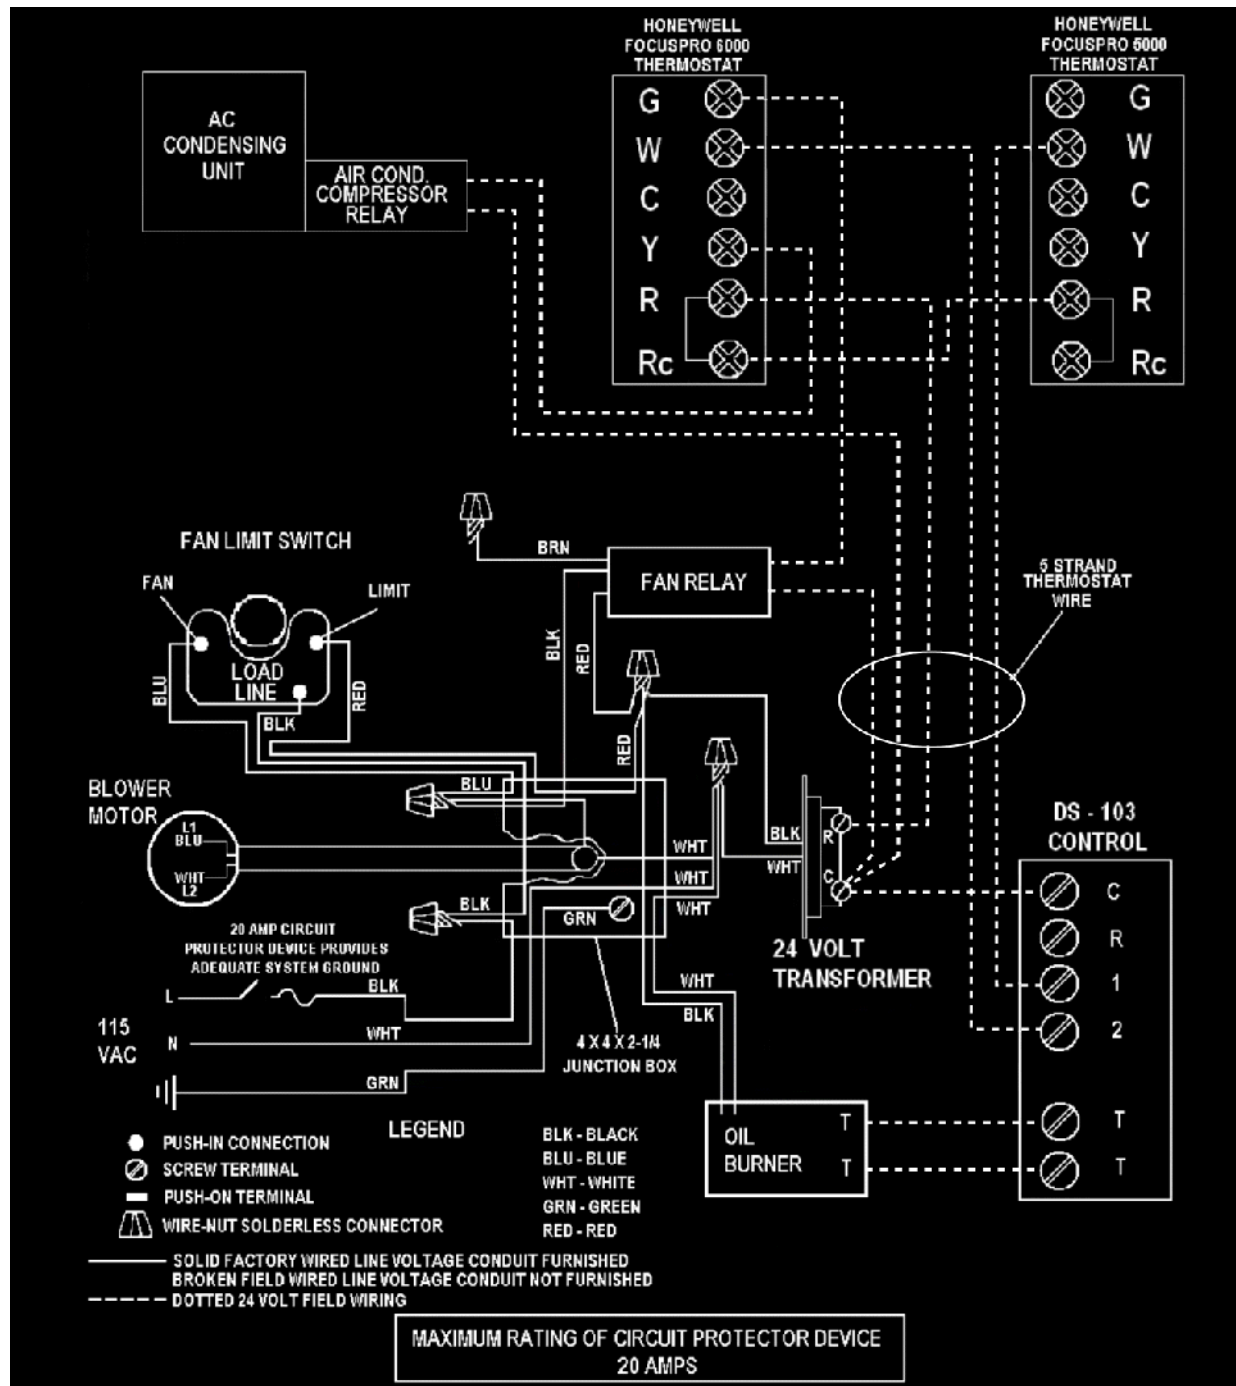 HONEYWELL
FOCUSPRO 6000
THERMOSTAT
HONEYWELL
FOCUSPRO 5000
THERMOSTAT
G
W
C
Y
R
Rc
G
W
C
Y
R
Rc
AC
CONDENSING
UNIT
AIR COND.
COMPRESSOR
RELAY
FAN LIMIT SWITCH
FAN
LIMIT
LOAD
LINE
BLU
BLK
RED
BRN
FAN RELAY
BLK
RED
RED
5 STRAND
THERMOSTAT
WIRE
BLOWER
MOTOR
L1
BLU
WHT
L2
BLU
BLK
WHT
WHT
WHT
GRN
BLK
WHT
R
C
24 VOLT
TRANSFORMER
DS - 103
CONTROL
C
R
1
2
T
T
20 AMP CIRCUIT
PROTECTOR DEVICE PROVIDES
ADEQUATE SYSTEM GROUND
L
BLK
115
VAC
N
WHT
GRN
WHT
BLK
4 X 4 X 2-1/4
JUNCTION BOX
OIL
BURNER
T
T
LEGEND
PUSH-IN CONNECTION
SCREW TERMINAL
PUSH-ON TERMINAL
WIRE-NUT SOLDERLESS CONNECTOR
BLK - BLACK
BLU - BLUE
WHT - WHITE
GRN - GREEN
RED - RED
SOLID FACTORY WIRED LINE VOLTAGE CONDUIT FURNISHED
BROKEN FIELD WIRED LINE VOLTAGE CONDUIT NOT FURNISHED
DOTTED 24 VOLT FIELD WIRING
MAXIMUM RATING OF CIRCUIT PROTECTOR DEVICE
20 AMPS